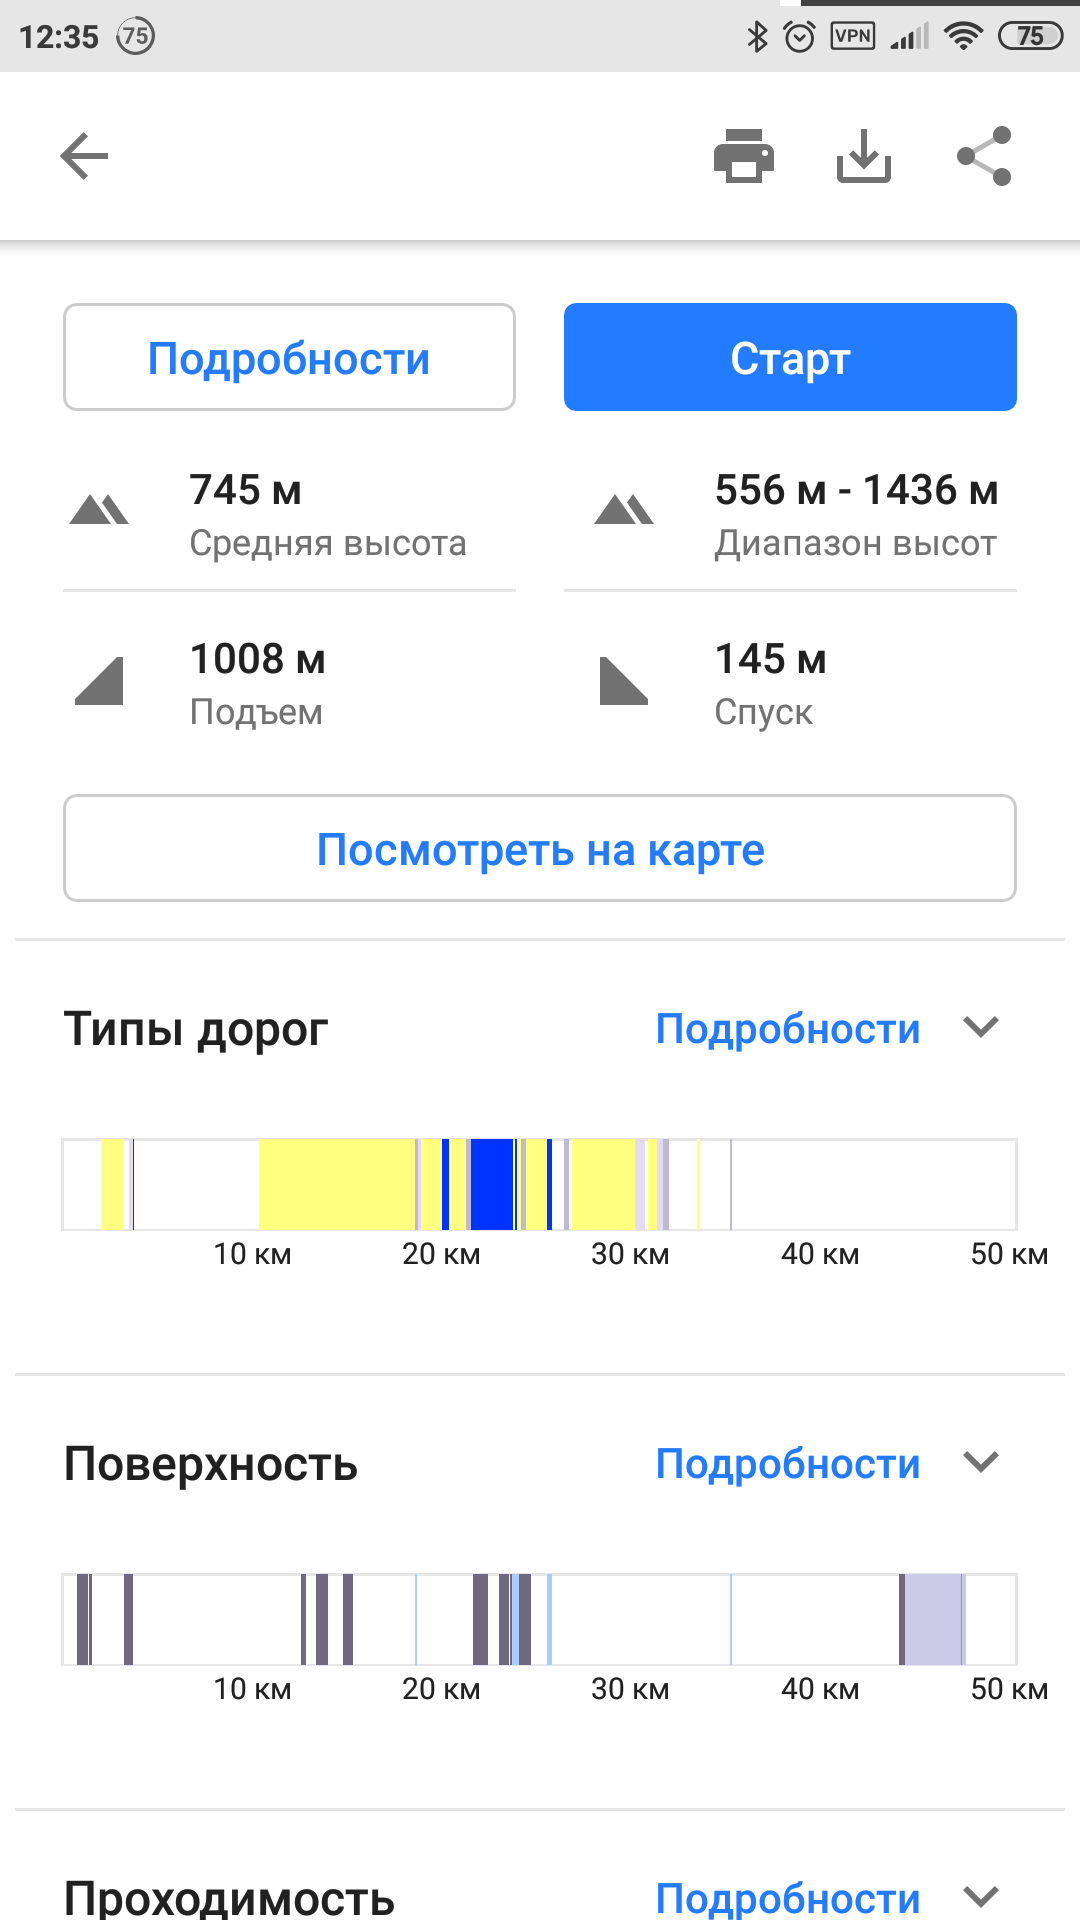 12:35 75 VPN 75
Подробности Старт
745 м 556 м - 1436 м
Средняя высота Диапазон высот
1008 м 145 м
Подъем Спуск
Посмотреть на карте
Типы дорог Подробности
10 км 20 км 30 км 40 км 50 км
Поверхность Подробности
10 км 20 км 30 км 40 км 50 км
Проходимость Подробности